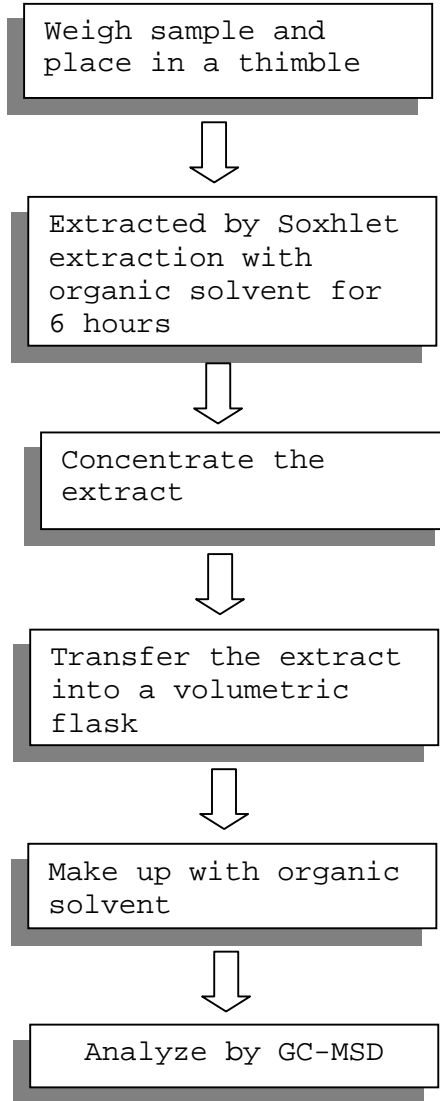 Weigh sample and
place in a thimble
Extracted by Soxhlet
extraction with
organic solvent for
6 hours
Concentrate the
extract
Transfer the extract
into a volumetric
flask
Make up with organic
solvent
Analyze by GC-MSD